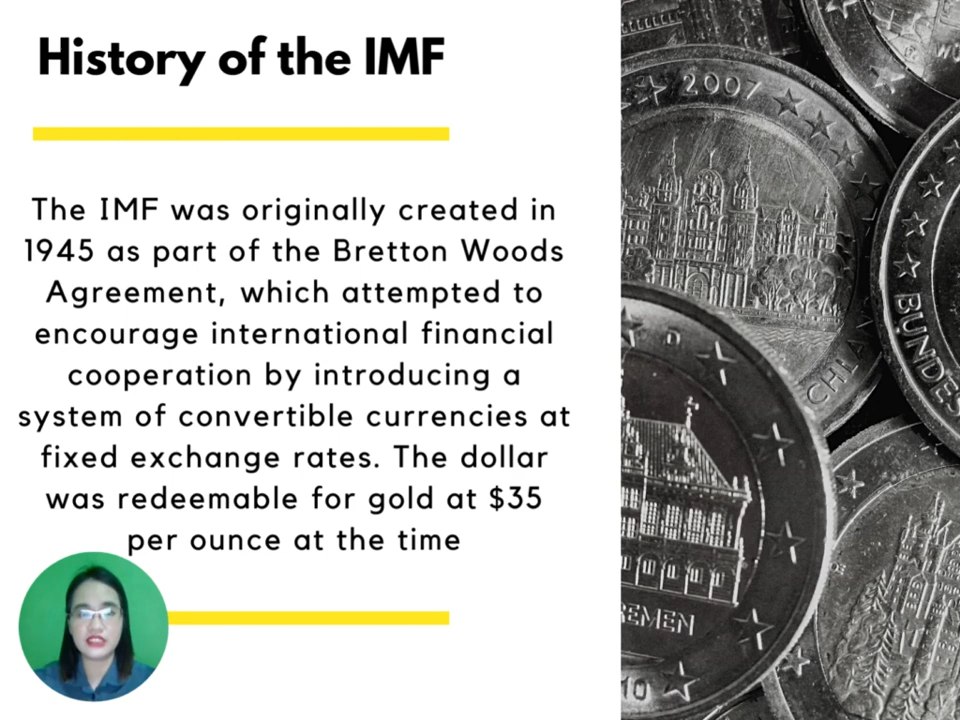 History of the IMF
The IMF was originally created in
1945 as part of the Bretton Woods
Agreement, which attempted to
encourage international financial
cooperation by introducing a
system of convertible currencies at
fixed exchange rates. The dollar
was redeemable for gold at $35
per ounce at the time
2007
BUNDES
CHLAN
REMEN
10